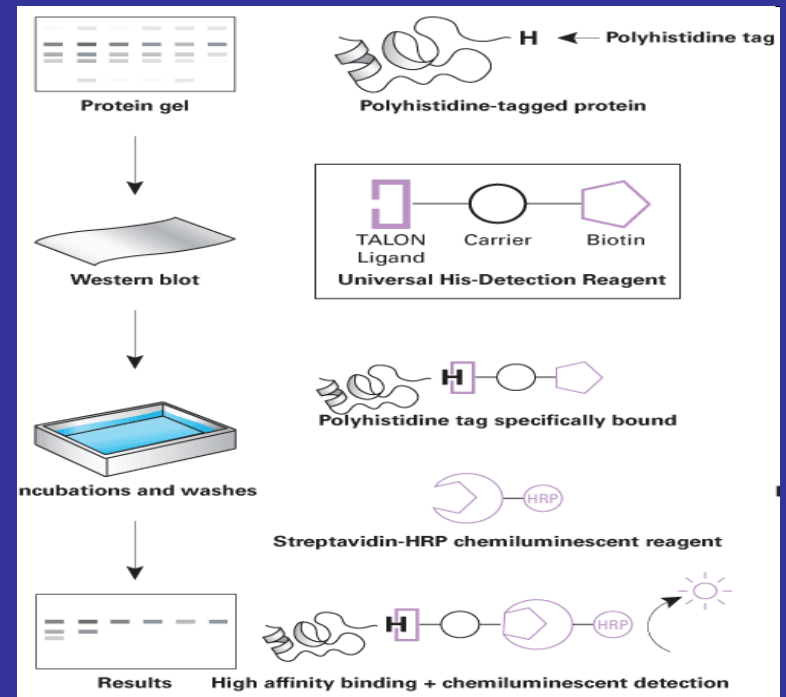 H
Polyhistidine tag
Protein gel
Polyhistidine-tagged protein
TALON
Ligand
Carrier
Biotin
Universal His-Detection Reagent
Western blot
H
Polyhistidine tag specifically bound
ncubations and washes
HRP
Streptavidin-HRP chemiluminescent reagent
H
HRP
Results
High affinity binding + chemiluminescent detection